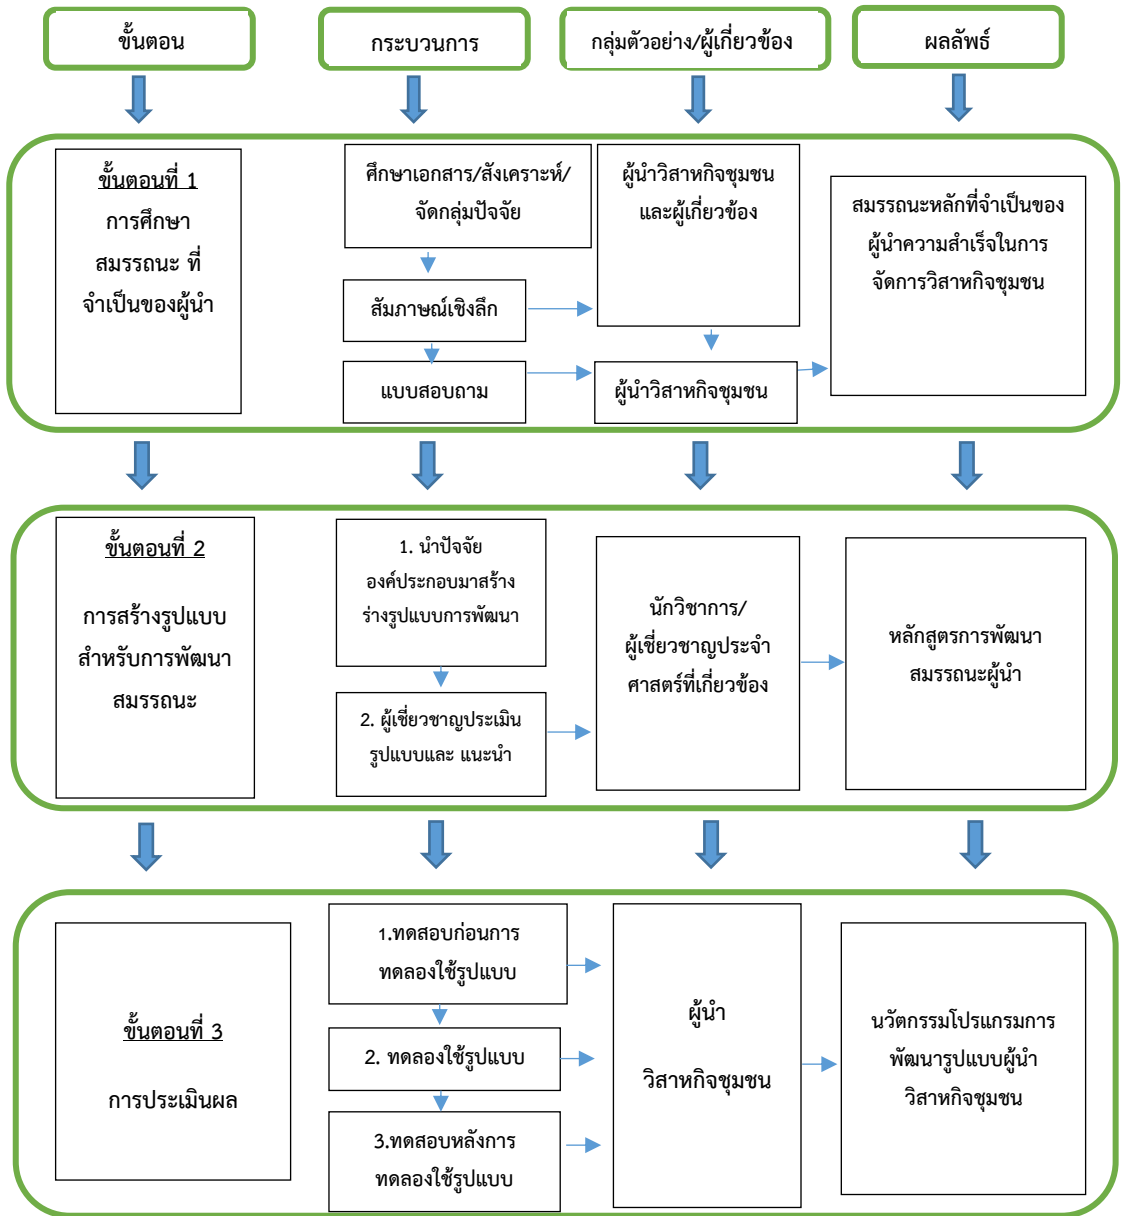 ขั้นตอน
กระบวนการ
กลุ่มตัวอย่าง/ผู้เกี่ยวข้อง
ผลลัพธ์
ขั้นตอนที่ 1
การศึกษา
สมรรถนะ ที่
จำเป็นของผู้นำ
ศึกษาเอกสาร/สังเคราะห์/
จัดกลุ่มปัจจัย
สัมภาษณ์เชิงลึก
แบบสอบถาม
ผู้นำวิสาหกิจชุมชน
และผู้เกี่ยวข้อง
ผู้นำวิสาหกิจชุมชน
สมรรถนะหลักที่จำเป็นของ
ผู้นำความสำเร็จในการ
จัดการวิสาหกิจชุมชน
ขั้นตอนที่ 2
การสร้างรูปแบบ
สำหรับการพัฒนา
สมรรถนะ
1. นำปัจจัย
องค์ประกอบมาสร้าง
ร่างรูปแบบการพัฒนา
2. ผู้เชี่ยวชาญประเมิน
รูปแบบและ แนะนำ
นักวิชาการ/
ผู้เชี่ยวชาญประจำ
ศาสตร์ที่เกี่ยวข้อง
หลักสูตรการพัฒนา
สมรรถนะผู้นำ
ขั้นตอนที่ 3
การประเมินผล
1.ทดสอบก่อนการ
ทดลองใช้รูปแบบ
2. ทดลองใช้รูปแบบ
3.ทดสอบหลังการ
ทดลองใช้รูปแบบ
ผู้นำ
วิสาหกิจชุมชน
นวัตกรรมโปรแกรมการ
พัฒนารูปแบบผู้นำ
วิสาหกิจชุมชน